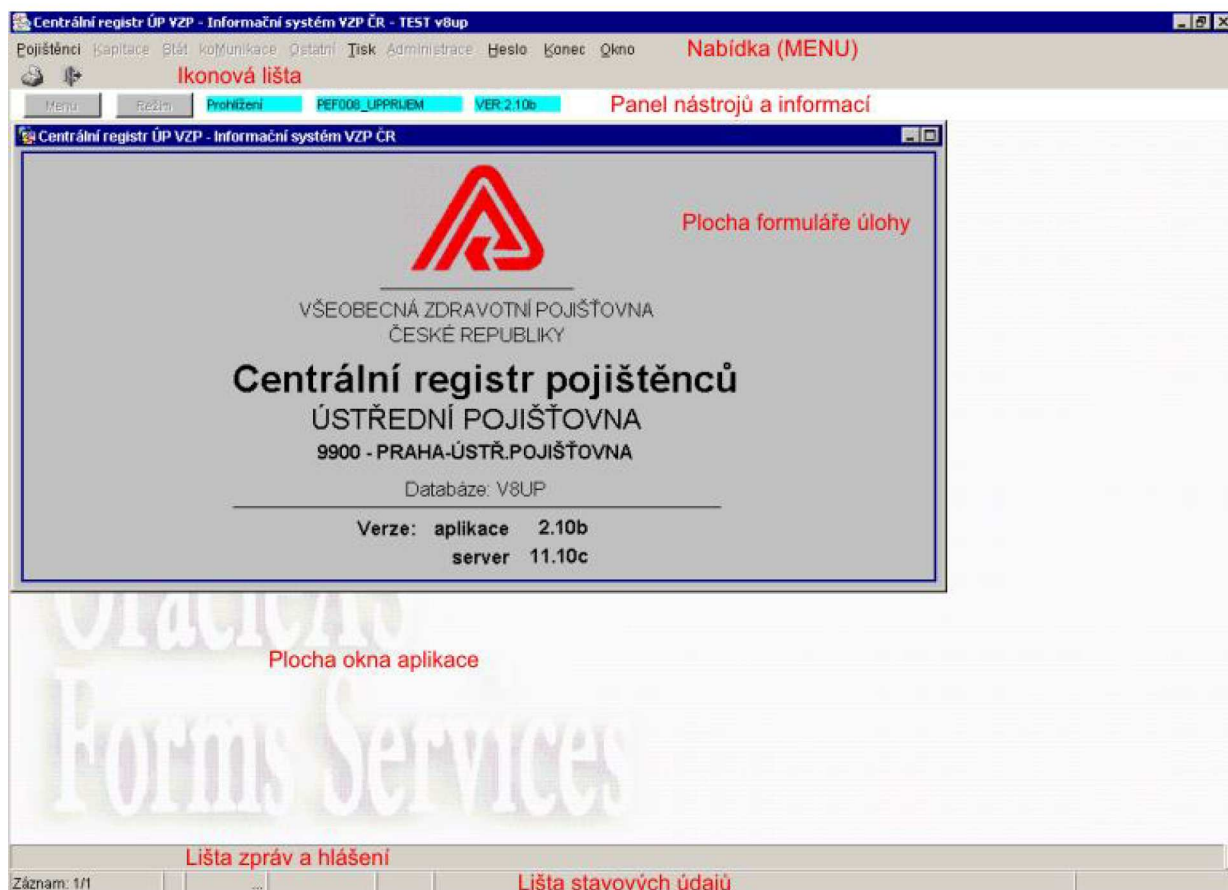 Centrální registr ÚP VZP - Informační systém VZP ČR - TEST v8up
Pojištěnci Kapitace Stát koMunikace Ostatní Tisk Administrace Heslo Konec Okno Nabídka (MENU)
Ikonová lišta
Menu Režim Prohlížení PEF008_UPPRIJEM VER:2.10b Panel nástrojů a informací
Centrální registr ÚP VZP - Informační systém VZP ČR
Plocha formuláře úlohy
VŠEOBECNÁ ZDRAVOTNÍ POJIŠŤOVNA
ČESKÉ REPUBLIKY
Centrální registr pojištěnců
ÚSTŘEDNÍ POJIŠŤOVNA
9900 - PRAHA-ÚSTŘ.POJIŠŤOVNA
Databáze: V8UP
Verze: aplikace 2.10b
server 11.10c
OracleAS
Plocha okna aplikace
Forms Services
Lišta zpráv a hlášení
Záznam: 1/1 ... Lišta stavových údajů